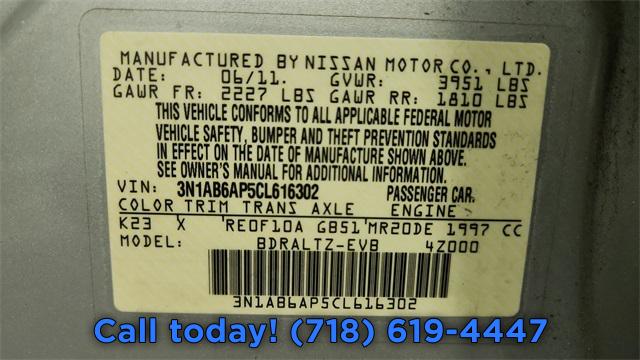 MANUFACTURED BY NISSAN MOTOR CO., LTD.
DATE: 06/11. GVWR: 3951 LBS
GAWR FR: 2227 LBS GAWR RR: 1810 LBS
THIS VEHICLE CONFORMS TO ALL APPLICABLE FEDERAL MOTOR
VEHICLE SAFETY, BUMPER AND THEFT PREVENTION STANDARDS
IN EFFECT ON THE DATE OF MANUFACTURE SHOWN ABOVE.
SEE OWNER'S MANUAL FOR ADDITIONAL INFORMATION.
VIN: 3N1AB6AP5CL616302 PASSENGER CAR.
COLOR TRIM TRANS AXLE ENGINE
K23 X 'RE0F10A GB51'MR20DE 1997 CC
MODEL: BDRALTZ-EVB 4Z000
3N1AB6AP5CL616302
Call today! (718) 619-4447